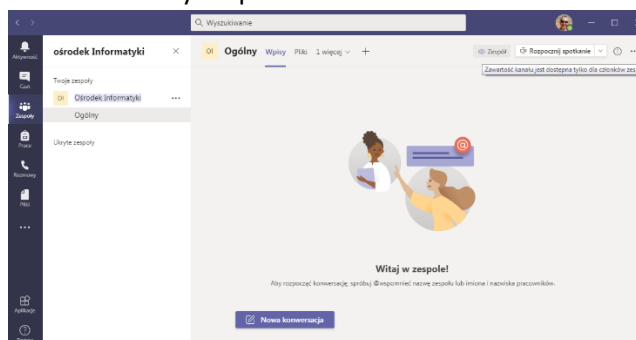 Wyszukiwanie
Aktywność
Czat
Zespoły
Praca
Rozmowy
Pliki
Aplikacje
ośrodek Informatyki
Twoje zespoły
OI Ośrodek Informatyki
Ogólny
Ukryte zespoły
OI Ogólny Wpisy Pliki 1 więcej
Zespół Rozpocznij spotkanie
Zawartość kanału jest dostępna tylko dla członków zes
Witaj w zespole!
Aby rozpocząć konwersację, spróbuj @wspomnieć nazwę zespołu lub imiona i nazwiska pracowników.
Nowa konwersacja